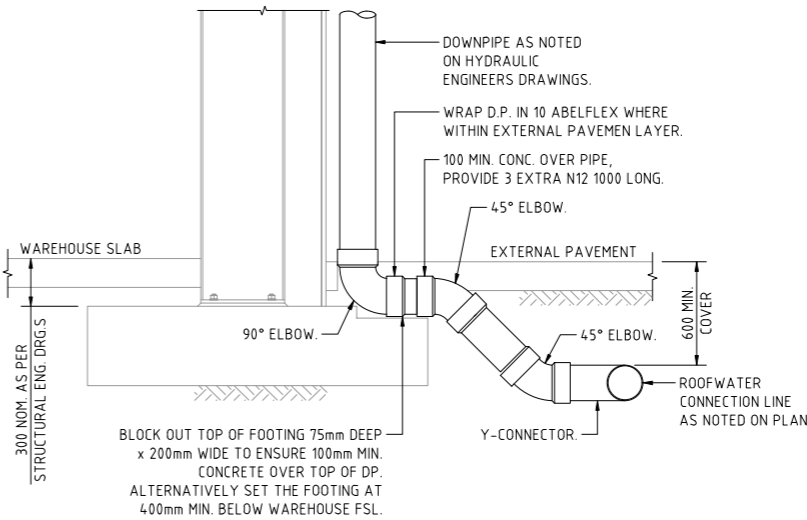 DOWNPIPE AS NOTED
ON HYDRAULIC
ENGINEERS DRAWINGS.
WRAP D.P. IN 10 ABELFLEX WHERE
WITHIN EXTERNAL PAVEMEN LAYER.
100 MIN. CONC. OVER PIPE,
PROVIDE 3 EXTRA N12 1000 LONG.
45° ELBOW.
WAREHOUSE SLAB
EXTERNAL PAVEMENT
300 NOM. AS PER
STRUCTURAL ENG. DRG.S
90° ELBOW.
600 MIN.
COVER
45° ELBOW.
ROOFWATER
CONNECTION LINE
AS NOTED ON PLAN
Y-CONNECTOR.
BLOCK OUT TOP OF FOOTING 75mm DEEP
x 200mm WIDE TO ENSURE 100mm MIN.
CONCRETE OVER TOP OF DP.
ALTERNATIVELY SET THE FOOTING AT
400mm MIN. BELOW WAREHOUSE FSL.